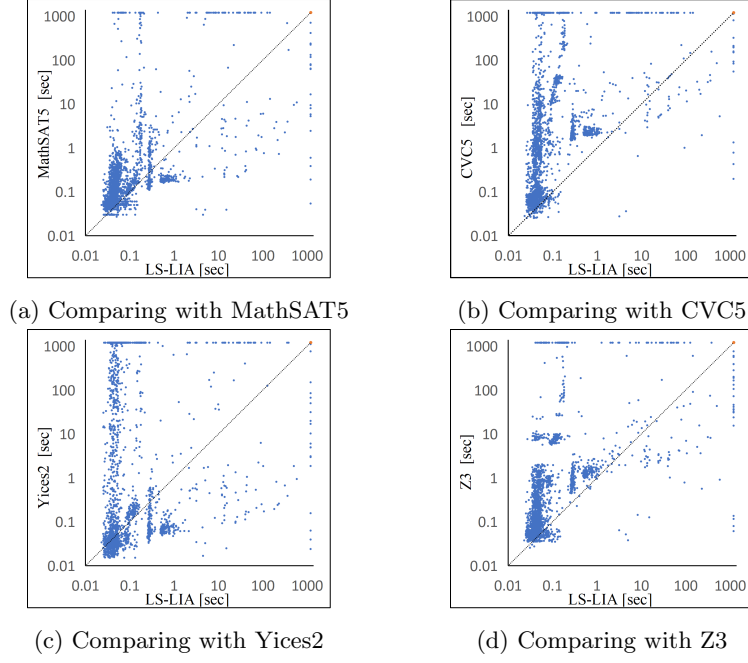 1000
100
10
1
0.1
0.01
MathSAT5 [sec]
0.01 0.1 1 10 100 1000
LS-LIA [sec]
(a) Comparing with MathSAT5
1000
100
10
1
0.1
0.01
CVC5 [sec]
0.01 0.1 1 10 100 1000
LS-LIA [sec]
(b) Comparing with CVC5
1000
100
10
1
0.1
0.01
Yices2 [sec]
0.01 0.1 1 10 100 1000
LS-LIA [sec]
(c) Comparing with Yices2
1000
100
10
1
0.1
0.01
Z3 [sec]
0.01 0.1 1 10 100 1000
LS-LIA [sec]
(d) Comparing with Z3